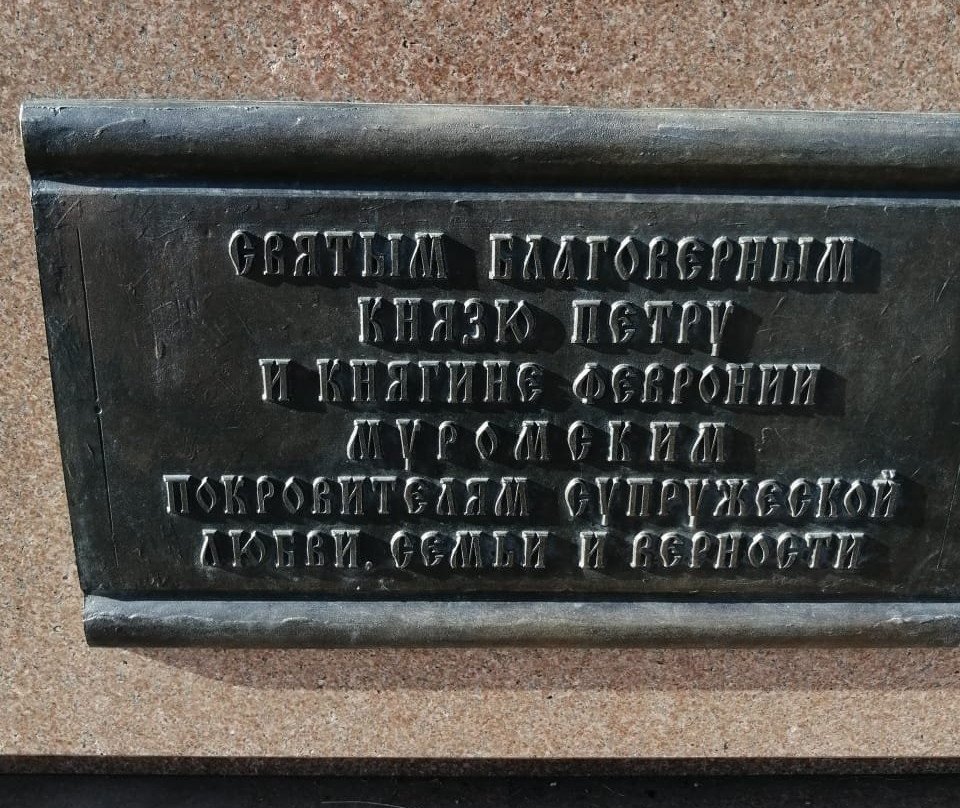 СВЯТЫМ БЛАГОВЕРНЫМ
КНЯЗЮ ПЕТРУ
И КНЯГИНЕ ФЕВРОНИИ
МУРОМСКИМ
ПОКРОВИТЕЛЯМ СУПРУЖЕСКОЙ
ЛЮБВИ, СЕМЬИ И ВЕРНОСТИ